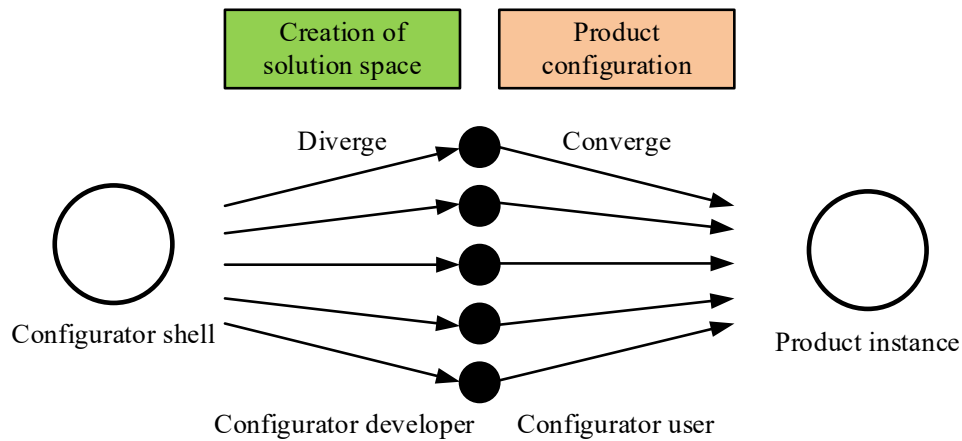 Creation of
solution space
Product
configuration
Diverge
Converge
Configurator shell
Product instance
Configurator developer
Configurator user